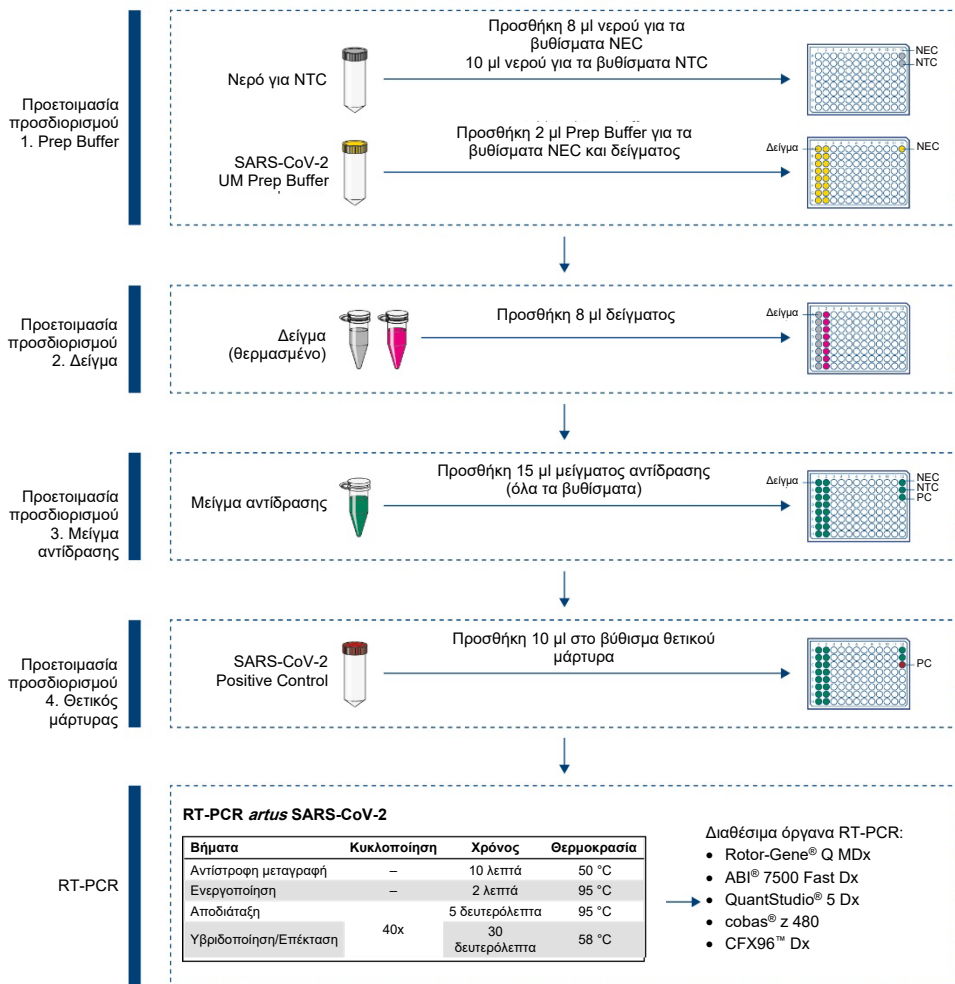 Προετοιμασία
προσδιορισμού
1. Prep Buffer
Νερό για NTC
Προσθήκη 8 μl νερού για τα
βυθίσματα NEC
10 μl νερού για τα βυθίσματα NTC
NEC
NTC
SARS-CoV-2
UM Prep Buffer
Προσθήκη 2 μl Prep Buffer για τα
βυθίσματα NEC και δείγματος
Δείγμα
NEC
Προετοιμασία
προσδιορισμού
2. Δείγμα
Δείγμα
(θερμασμένο)
Προσθήκη 8 μl δείγματος
Δείγμα
Προετοιμασία
προσδιορισμού
3. Μείγμα
αντίδρασης
Μείγμα αντίδρασης
Προσθήκη 15 μl μείγματος αντίδρασης
(όλα τα βυθίσματα)
Δείγμα
NEC
NTC
PC
Προετοιμασία
προσδιορισμού
4. Θετικός
μάρτυρας
SARS-CoV-2
Positive Control
Προσθήκη 10 μl στο βύθισμα θετικού
μάρτυρα
PC
RT-PCR
RT-PCR artus SARS-CoV-2
Βήματα Κυκλοποίηση Χρόνος Θερμοκρασία
Αντίστροφη μεταγραφή – 10 λεπτά 50 °C
Ενεργοποίηση – 2 λεπτά 95 °C
Αποδιάταξη 5 δευτερόλεπτα 95 °C
40x
Υβριδοποίηση/Επέκταση 30 δευτερόλεπτα 58 °C
Διαθέσιμα όργανα RT-PCR:
• Rotor-Gene® Q MDx
• ABI® 7500 Fast Dx
• QuantStudio® 5 Dx
• cobas® z 480
• CFX96™ Dx